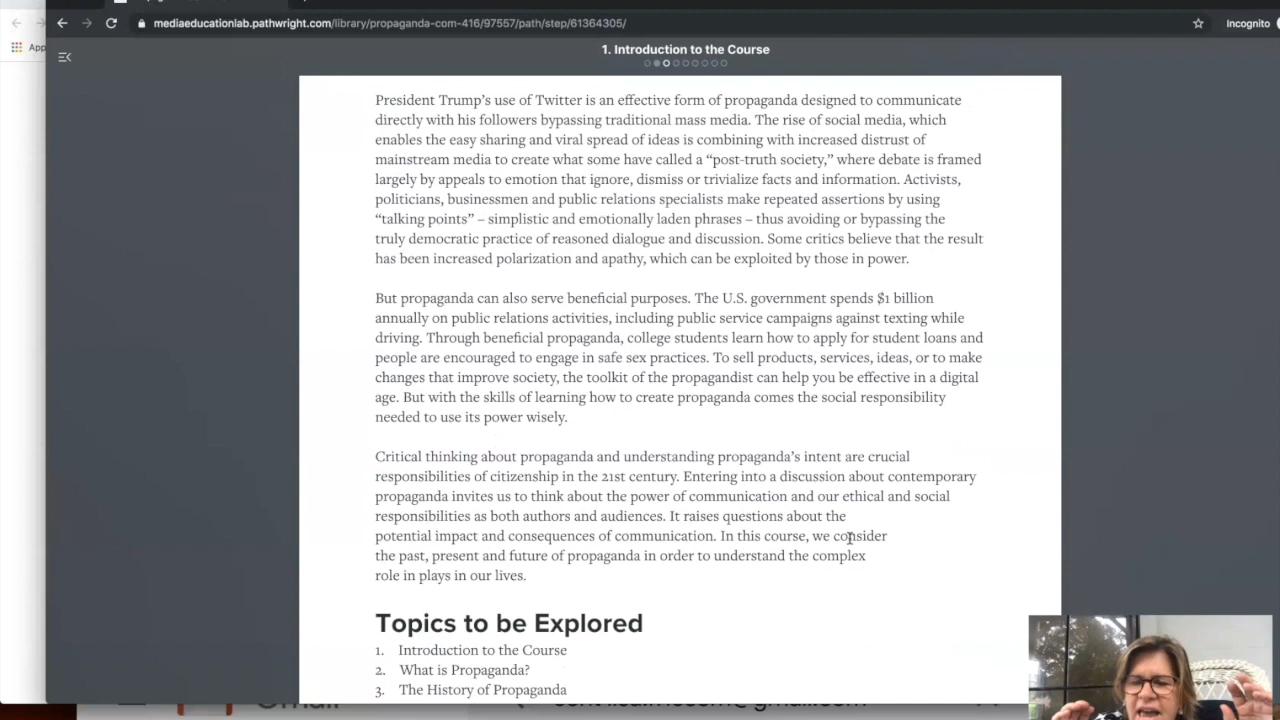 mediaeducationlab.pathwright.com/library/propaganda-com-416/97557/path/step/61364305/
Incognito
App
1. Introduction to the Course
President Trump’s use of Twitter is an effective form of propaganda designed to communicate
directly with his followers bypassing traditional mass media. The rise of social media, which
enables the easy sharing and viral spread of ideas is combining with increased distrust of
mainstream media to create what some have called a “post-truth society,” where debate is framed
largely by appeals to emotion that ignore, dismiss or trivialize facts and information. Activists,
politicians, businessmen and public relations specialists make repeated assertions by using
“talking points” – simplistic and emotionally laden phrases – thus avoiding or bypassing the
truly democratic practice of reasoned dialogue and discussion. Some critics believe that the result
has been increased polarization and apathy, which can be exploited by those in power.
But propaganda can also serve beneficial purposes. The U.S. government spends $1 billion
annually on public relations activities, including public service campaigns against texting while
driving. Through beneficial propaganda, college students learn how to apply for student loans and
people are encouraged to engage in safe sex practices. To sell products, services, ideas, or to make
changes that improve society, the toolkit of the propagandist can help you be effective in a digital
age. But with the skills of learning how to create propaganda comes the social responsibility
needed to use its power wisely.
Critical thinking about propaganda and understanding propaganda’s intent are crucial
responsibilities of citizenship in the 21st century. Entering into a discussion about contemporary
propaganda invites us to think about the power of communication and our ethical and social
responsibilities as both authors and audiences. It raises questions about the
potential impact and consequences of communication. In this course, we consider
the past, present and future of propaganda in order to understand the complex
role in plays in our lives.
Topics to be Explored
1. Introduction to the Course
2. What is Propaganda?
3. The History of Propaganda